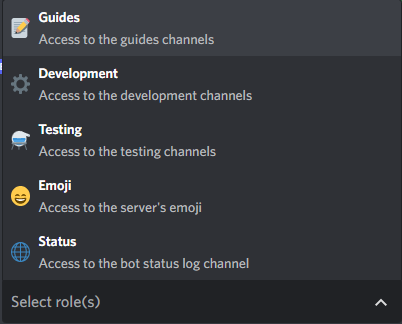 Guides
Access to the guides channels
Development
Access to the development channels
Testing
Access to the testing channels
Emoji
Access to the server's emoji
Status
Access to the bot status log channel
Select role(s)